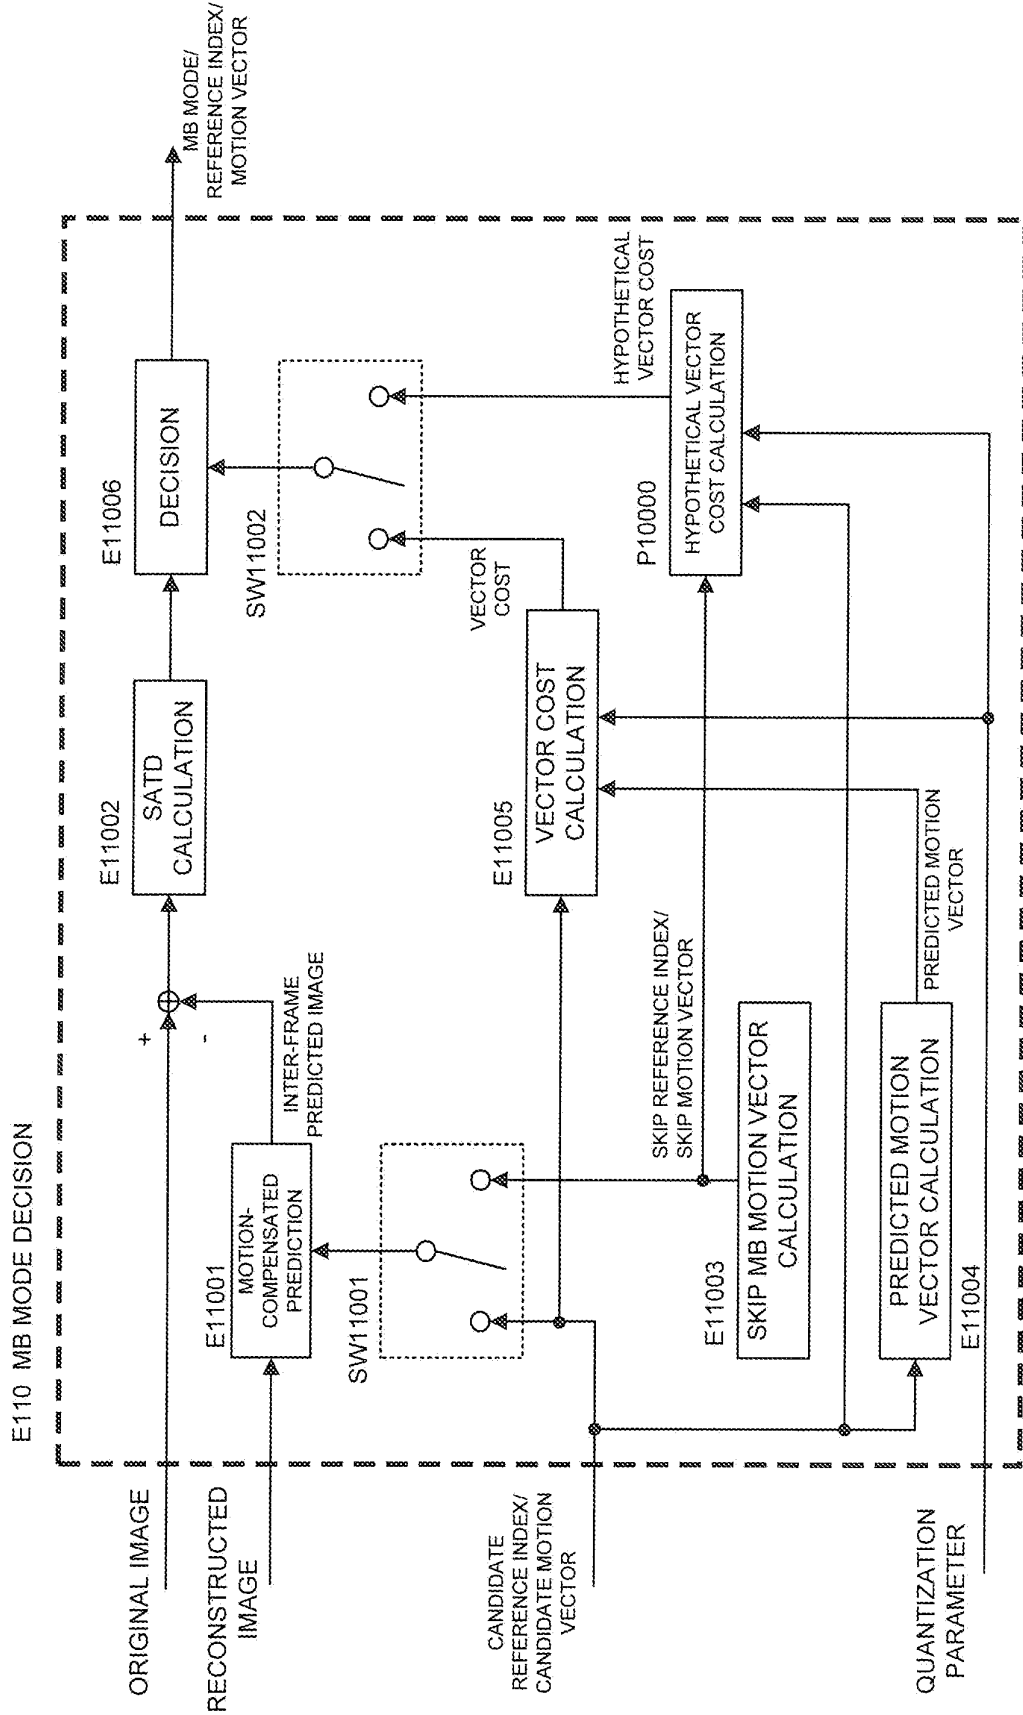 E110 MB MODE DECISION
ORIGINAL IMAGE
RECONSTRUCTED
IMAGE
CANDIDATE
REFERENCE INDEX/
CANDIDATE MOTION
VECTOR
QUANTIZATION
PARAMETER
+
-
E11001
MOTION-
COMPENSATED
PREDICTION
INTER-FRAME
PREDICTED IMAGE
SW11001
E11003
SKIP MB MOTION VECTOR
CALCULATION
SKIP REFERENCE INDEX/
SKIP MOTION VECTOR
PREDICTED MOTION
VECTOR CALCULATION
E11004
PREDICTED MOTION
VECTOR
E11002
SATD
CALCULATION
E11005
VECTOR COST
CALCULATION
VECTOR
COST
E11006
DECISION
SW11002
P10000
HYPOTHETICAL VECTOR
COST CALCULATION
HYPOTHETICAL
VECTOR COST
MB MODE/
REFERENCE INDEX/
MOTION VECTOR